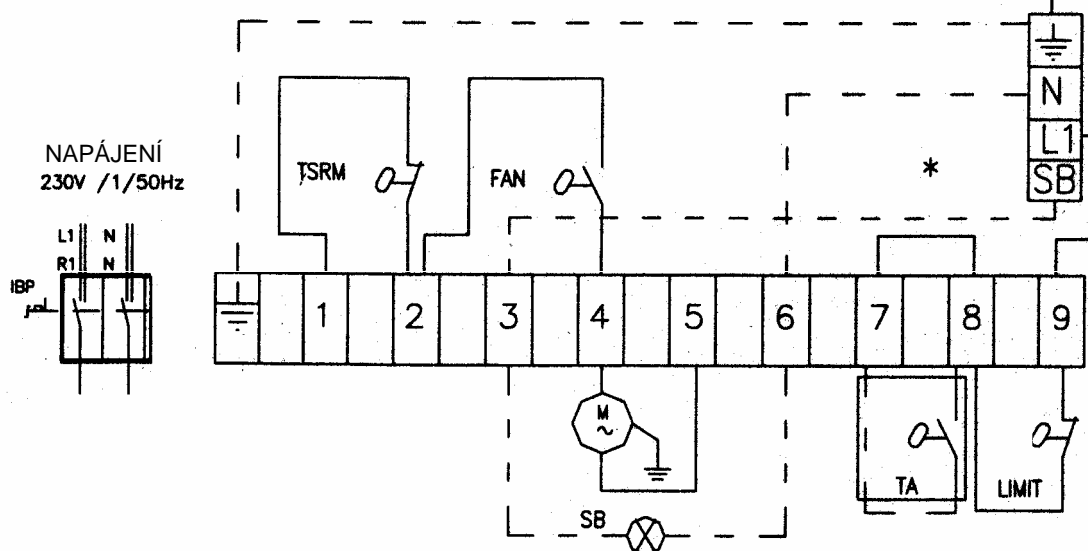 N
L1
SB
*
NAPÁJENÍ
230V /1/50Hz
TSRM
FAN
L1 N
R1 N
IBP
1 2 3 4 5 6 7 8 9
M
~
TA
LIMIT
SB